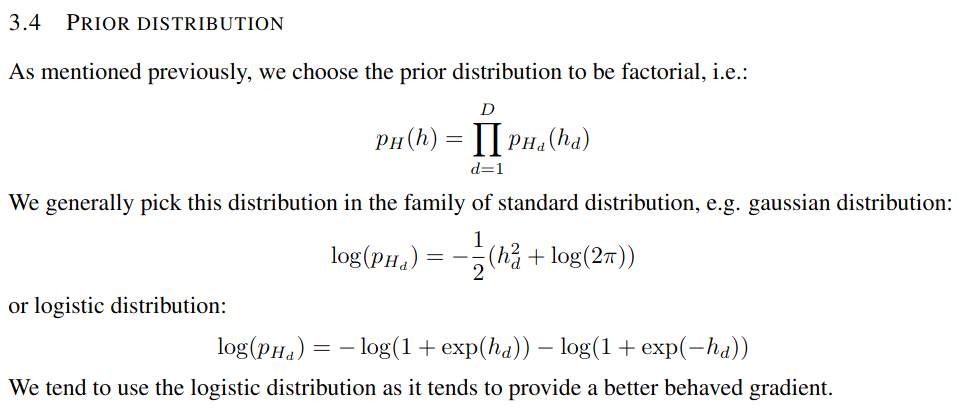 3.4 PRIOR DISTRIBUTION
As mentioned previously, we choose the prior distribution to be factorial, i.e.:
p_H(h) = ∏_{d=1}^{D} p_{H_d}(h_d)
We generally pick this distribution in the family of standard distribution, e.g. gaussian distribution:
log(p_{H_d}) = −\frac{1}{2}(h_d^2 + log(2π))
or logistic distribution:
log(p_{H_d}) = − log(1 + exp(h_d)) − log(1 + exp(−h_d))
We tend to use the logistic distribution as it tends to provide a better behaved gradient.